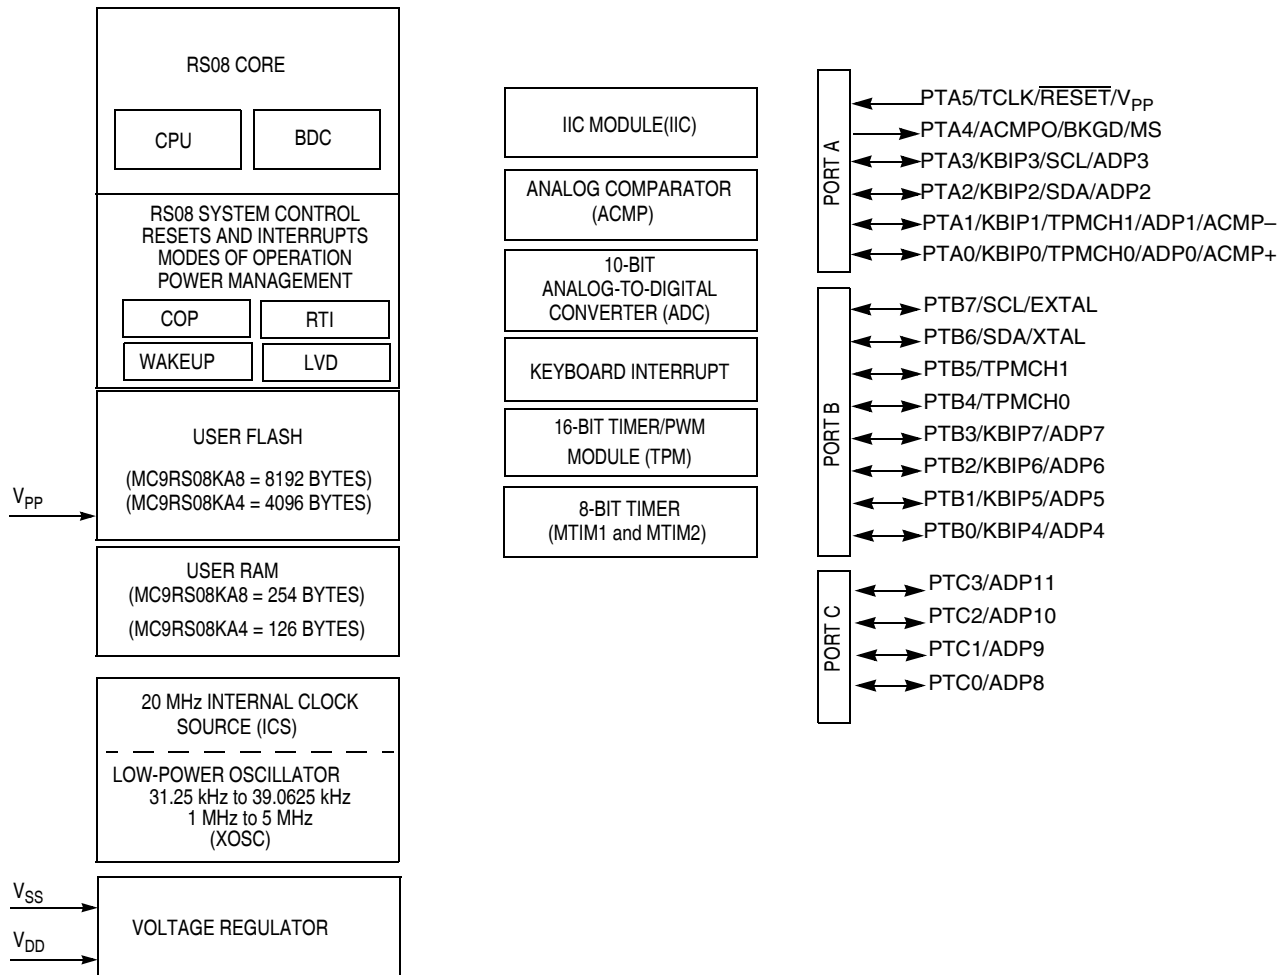 RS08 CORE
CPU
BDC
RS08 SYSTEM CONTROL
RESETS AND INTERRUPTS
MODES OF OPERATION
POWER MANAGEMENT
COP
RTI
WAKEUP
LVD
USER FLASH
(MC9RS08KA8 = 8192 BYTES)
(MC9RS08KA4 = 4096 BYTES)
VPP
USER RAM
(MC9RS08KA8 = 254 BYTES)
(MC9RS08KA4 = 126 BYTES)
20 MHz INTERNAL CLOCK
SOURCE (ICS)
LOW-POWER OSCILLATOR
31.25 kHz to 39.0625 kHz
1 MHz to 5 MHz
(XOSC)
VSS
VDD
VOLTAGE REGULATOR
IIC MODULE(IIC)
ANALOG COMPARATOR
(ACMP)
10-BIT
ANALOG-TO-DIGITAL
CONVERTER (ADC)
KEYBOARD INTERRUPT
16-BIT TIMER/PWM
MODULE (TPM)
8-BIT TIMER
(MTIM1 and MTIM2)
PORT A
PTA5/TCLK/RESET/VPP
PTA4/ACMPO/BKGD/MS
PTA3/KBIP3/SCL/ADP3
PTA2/KBIP2/SDA/ADP2
PTA1/KBIP1/TPMCH1/ADP1/ACMP–
PTA0/KBIP0/TPMCH0/ADP0/ACMP+
PORT B
PTB7/SCL/EXTAL
PTB6/SDA/XTAL
PTB5/TPMCH1
PTB4/TPMCH0
PTB3/KBIP7/ADP7
PTB2/KBIP6/ADP6
PTB1/KBIP5/ADP5
PTB0/KBIP4/ADP4
PORT C
PTC3/ADP11
PTC2/ADP10
PTC1/ADP9
PTC0/ADP8